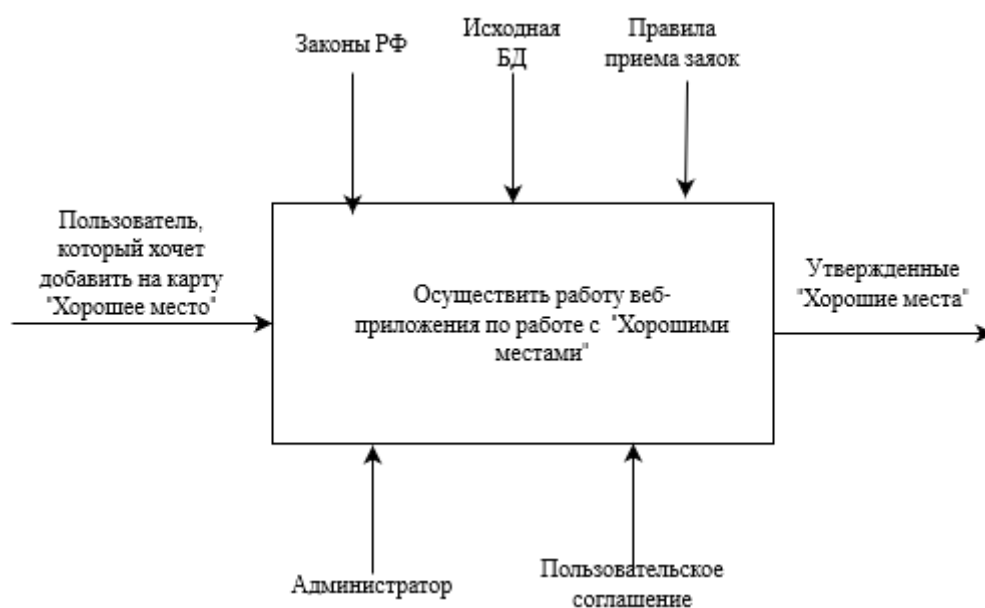 Законы РФ
Исходная
БД
Правила
приема заяок
Пользователь,
который хочет
добавить на карту
"Хорошее место"
Осуществить работу веб-
приложения по работе с "Хорошими
местами"
Утвержденные
"Хорошие места"
Администратор
Пользовательское
соглашение